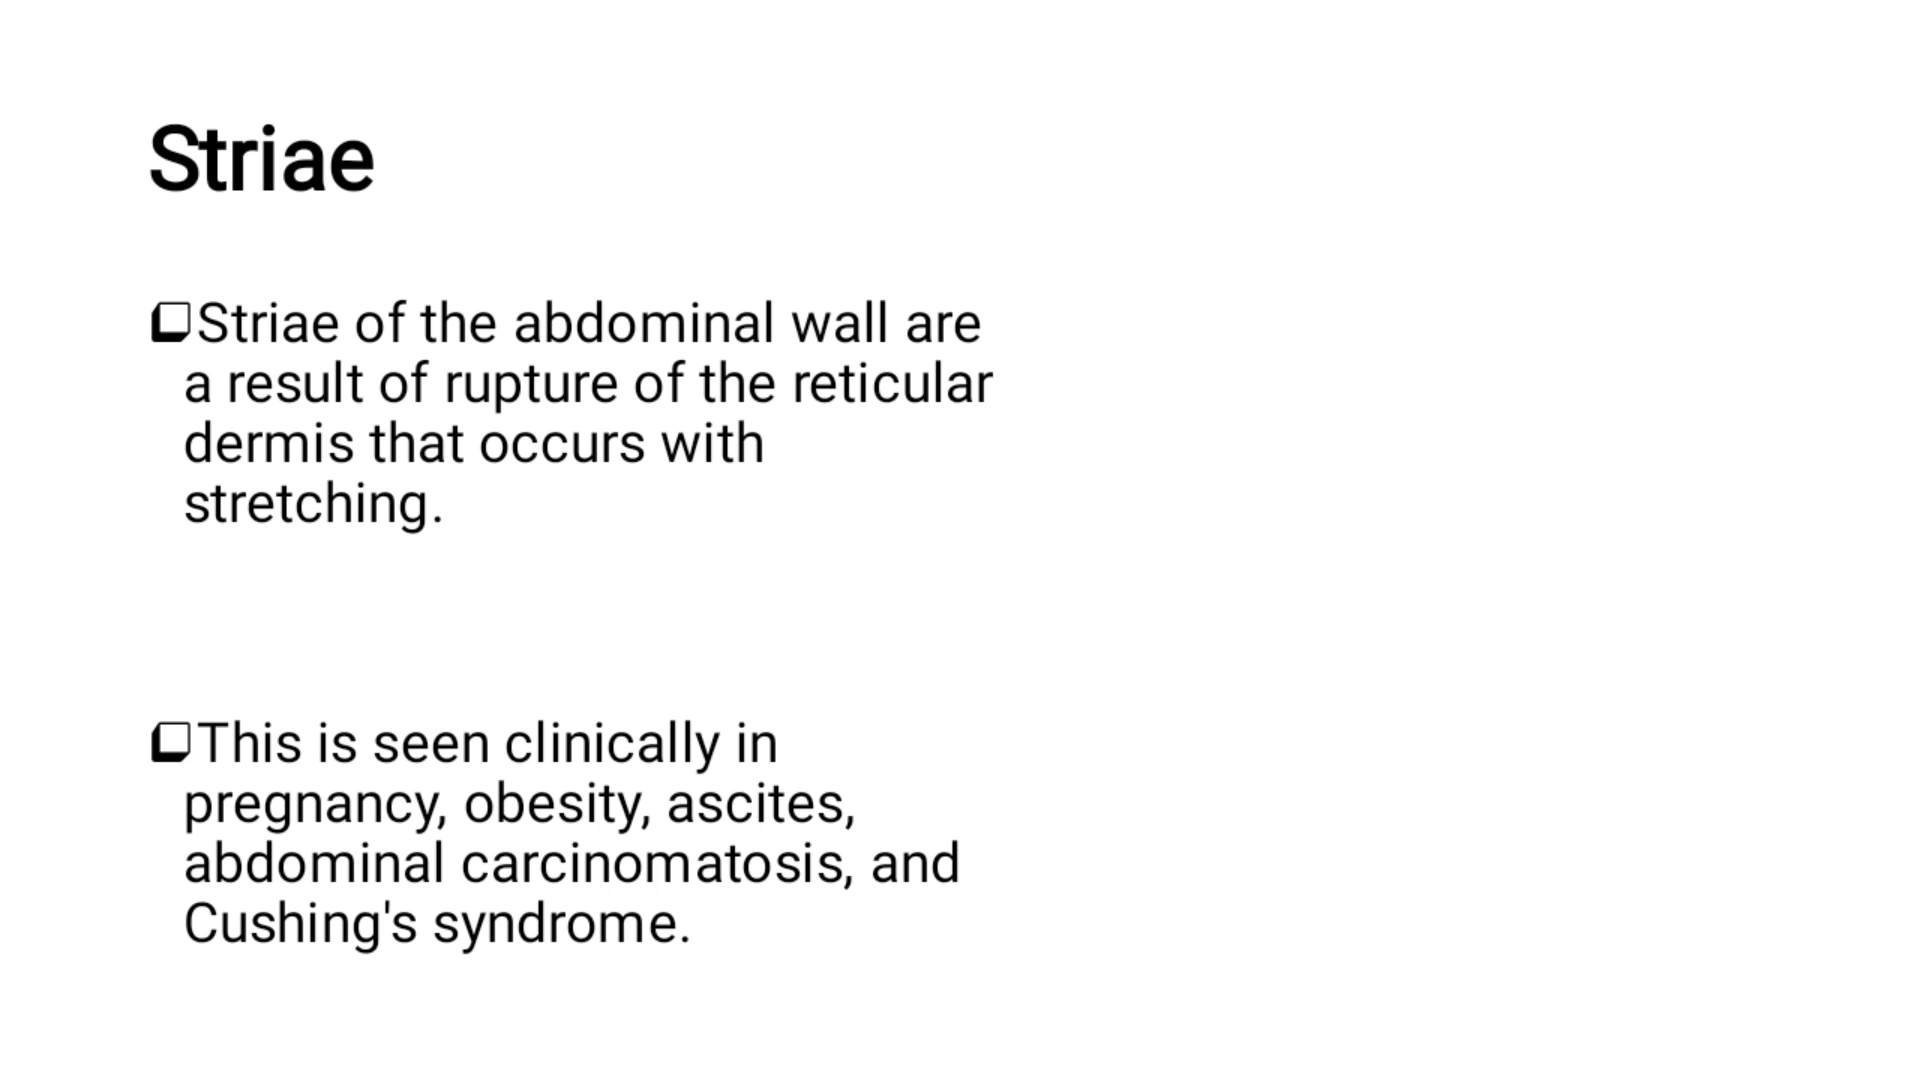 Striae
❑Striae of the abdominal wall are
a result of rupture of the reticular
dermis that occurs with
stretching.
❑This is seen clinically in
pregnancy, obesity, ascites,
abdominal carcinomatosis, and
Cushing's syndrome.